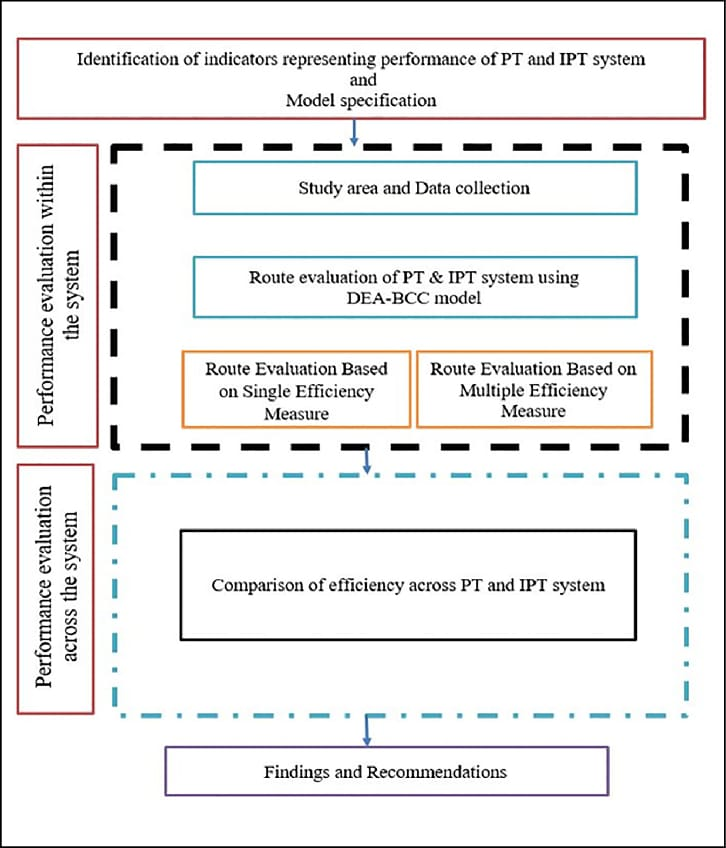 Identification of indicators representing performance of PT and IPT system
and
Model specification
Performance evaluation within
the system
Study area and Data collection
Route evaluation of PT & IPT system using
DEA-BCC model
Route Evaluation Based
on Single Efficiency
Measure
Route Evaluation Based on
Multiple Efficiency
Measure
Performance evaluation
across the system
Comparison of efficiency across PT and IPT system
Findings and Recommendations